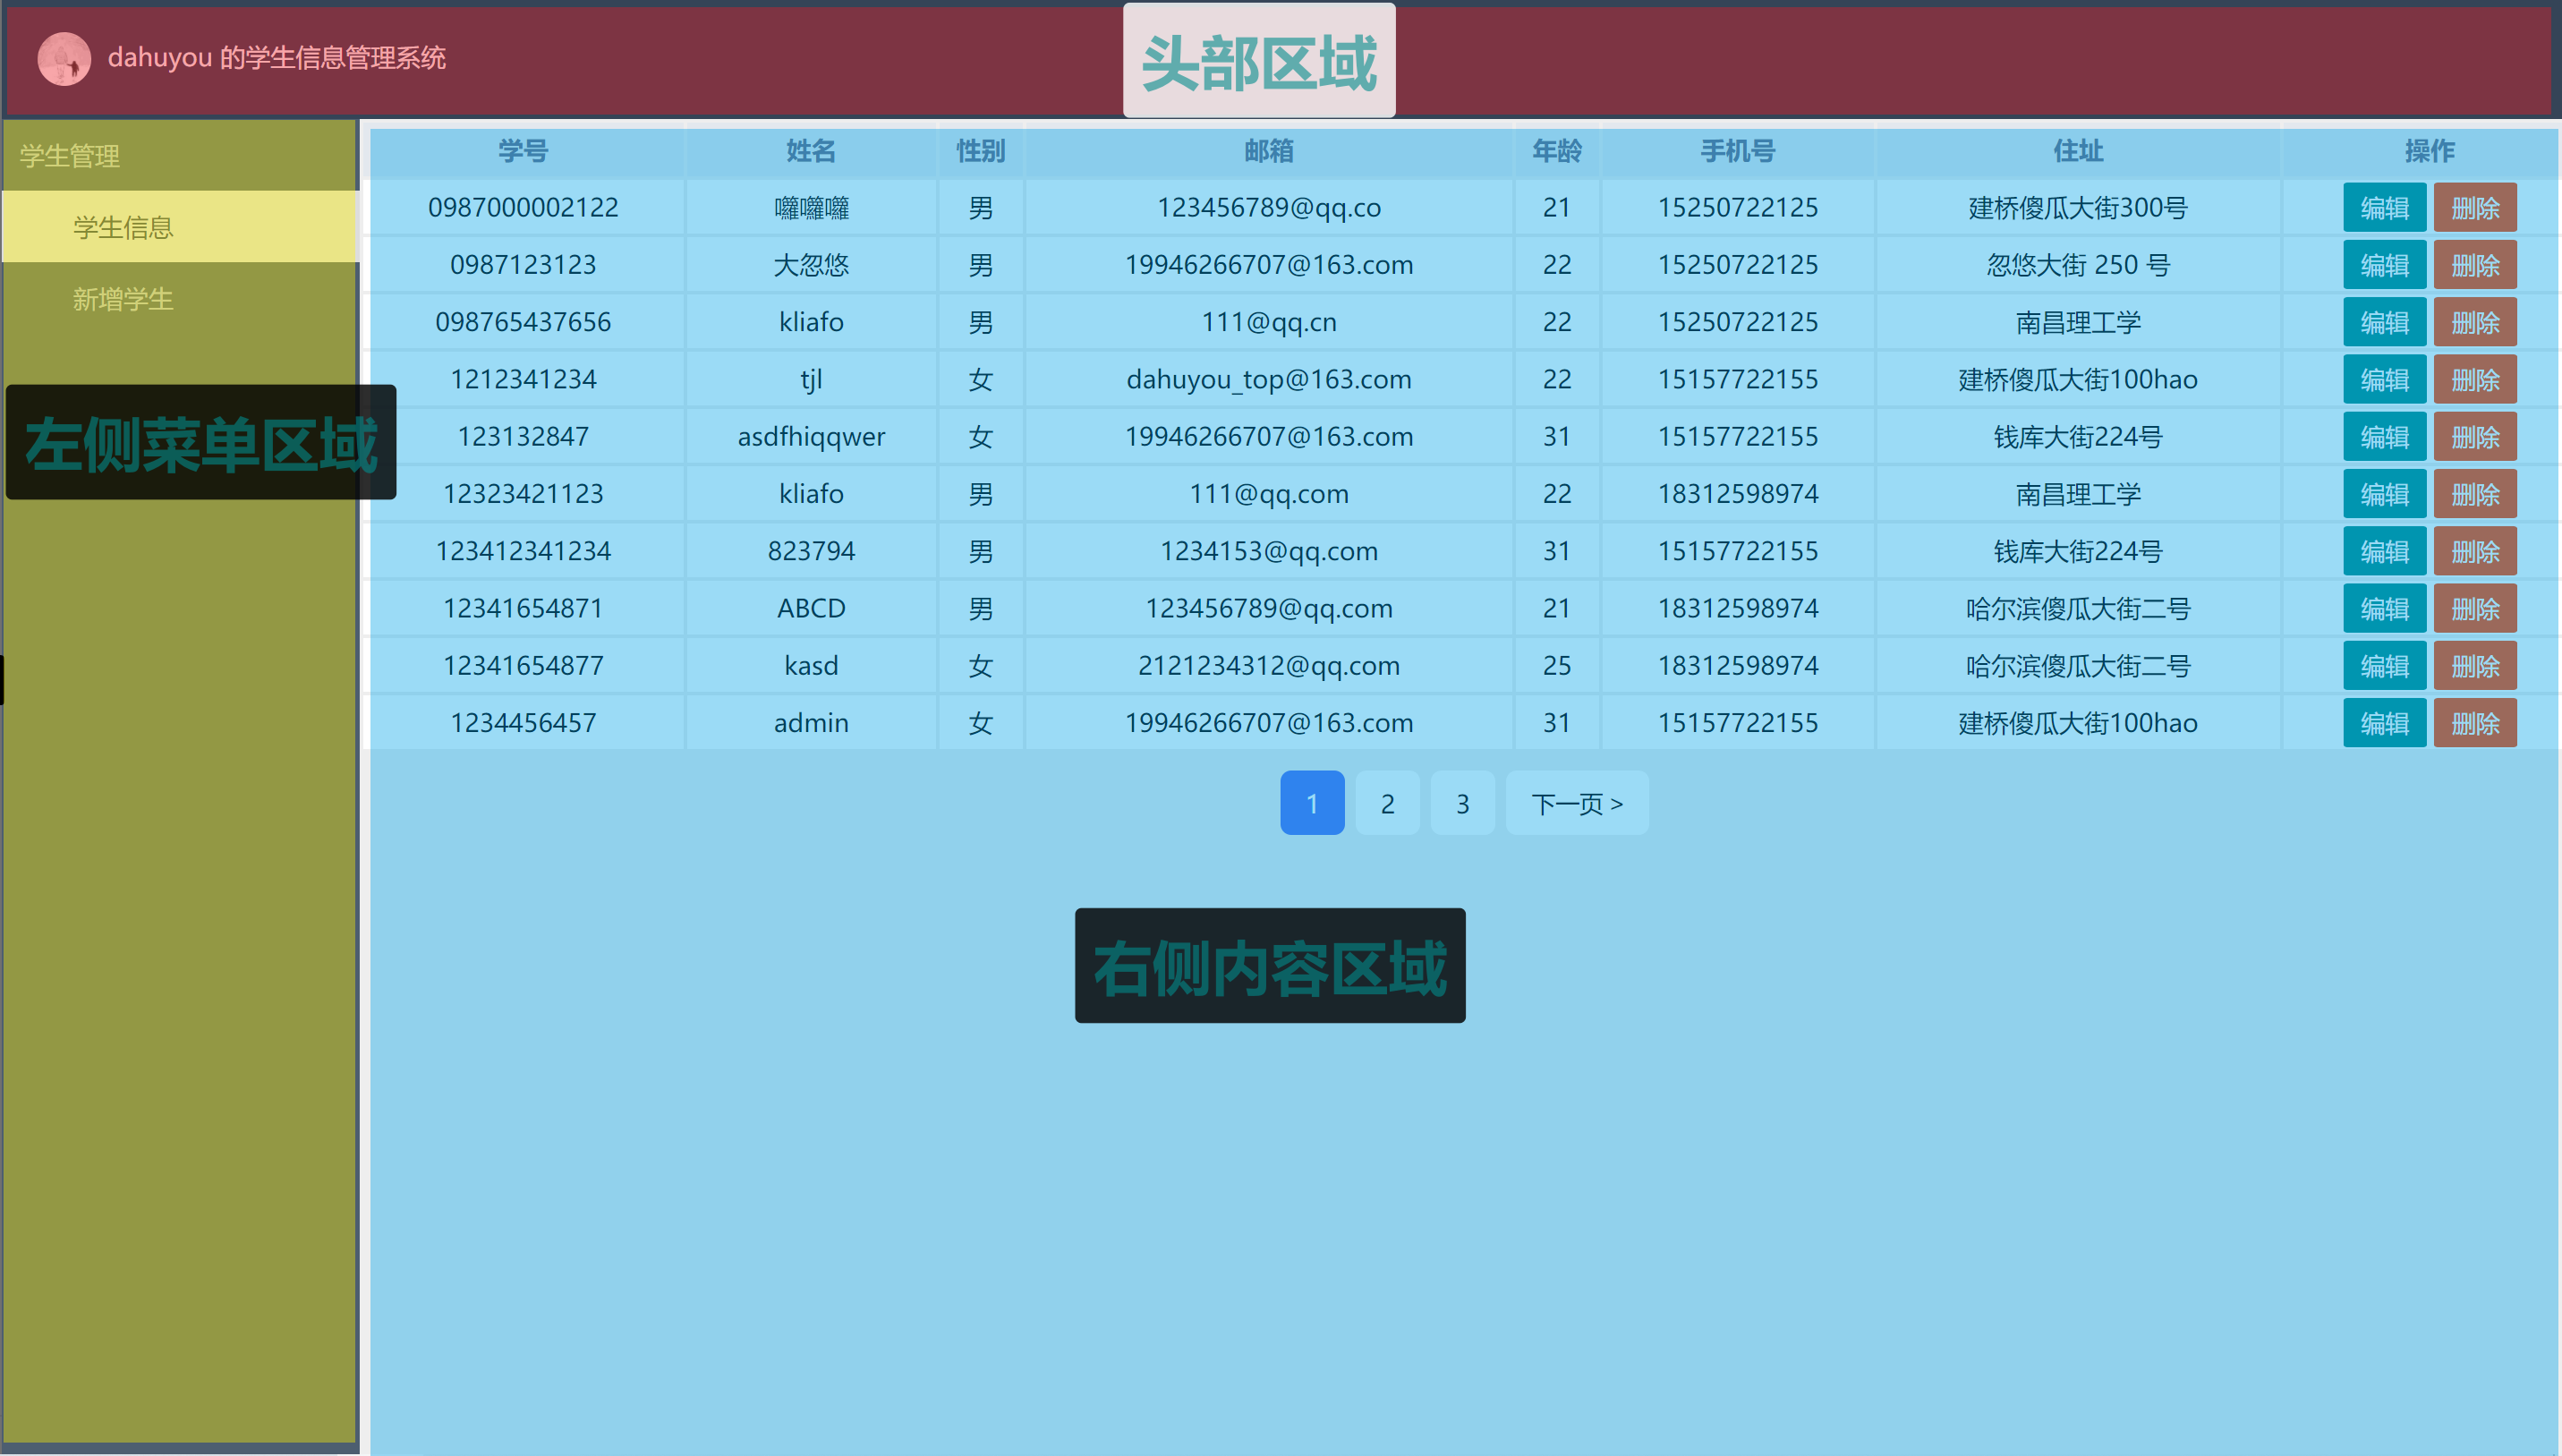 dahuyou 的学生信息管理系统
头部区域
学生管理
学生信息
新增学生
左侧菜单区域
学号 姓名 性别 邮箱 年龄 手机号 住址 操作
0987000002122 囖囖囖 男 123456789@qq.co 21 15250722125 建桥傻瓜大街300号 编辑 删除
0987123123 大忽悠 男 19946266707@163.com 22 15250722125 忽悠大街 250 号 编辑 删除
098765437656 kliafo 男 111@qq.cn 22 15250722125 南昌理工学 编辑 删除
1212341234 tjl 女 dahuyou_top@163.com 22 15157722155 建桥傻瓜大街100hao 编辑 删除
123132847 asdfhiqqwer 女 19946266707@163.com 31 15157722155 钱库大街224号 编辑 删除
12323421123 kliafo 男 111@qq.com 22 18312598974 南昌理工学 编辑 删除
123412341234 823794 男 1234153@qq.com 31 15157722155 钱库大街224号 编辑 删除
12341654871 ABCD 男 123456789@qq.com 21 18312598974 哈尔滨傻瓜大街二号 编辑 删除
12341654877 kasd 女 2121234312@qq.com 25 18312598974 哈尔滨傻瓜大街二号 编辑 删除
1234456457 admin 女 19946266707@163.com 31 15157722155 建桥傻瓜大街100hao 编辑 删除
1 2 3 下一页 >
右侧内容区域